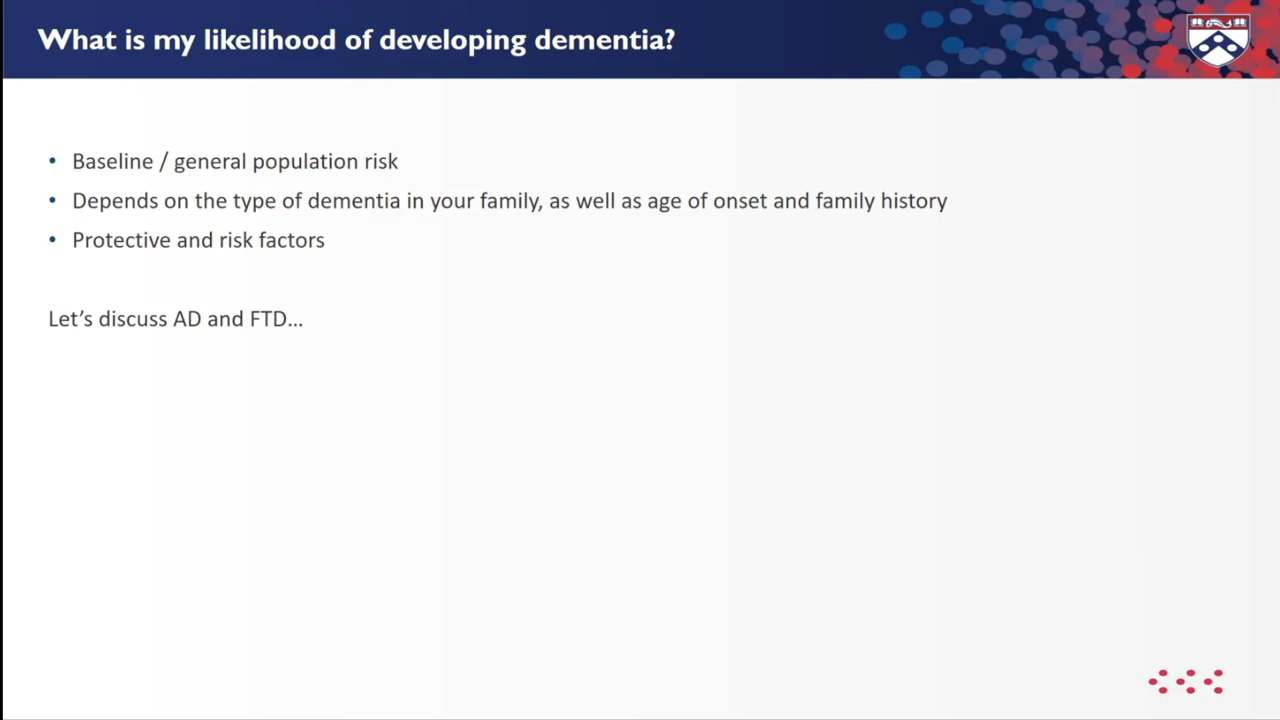 What is my likelihood of developing dementia?
• Baseline / general population risk
• Depends on the type of dementia in your family, as well as age of onset and family history
• Protective and risk factors
Let’s discuss AD and FTD…